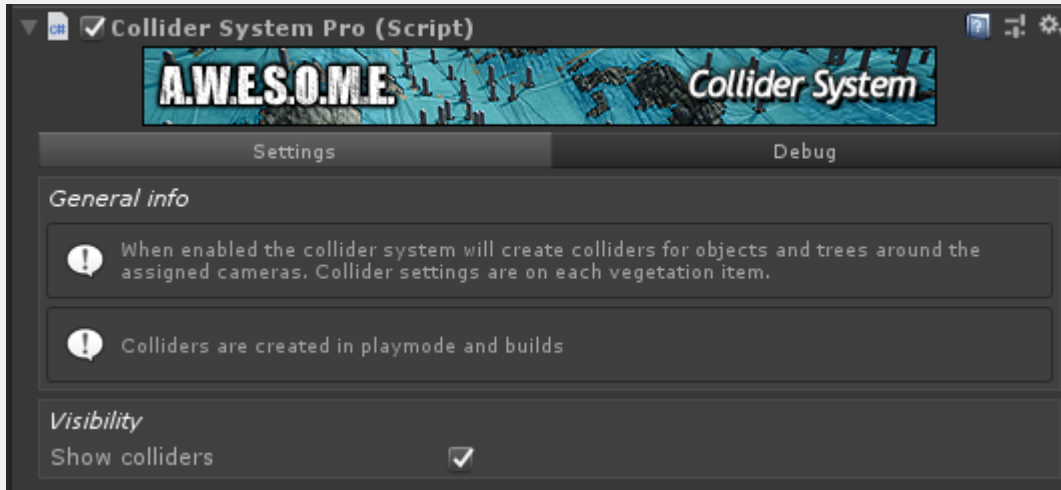 Collider System Pro (Script)
A.W.E.S.O.M.E. Collider System
Settings Debug
General info
When enabled the collider system will create colliders for objects and trees around the
assigned cameras. Collider settings are on each vegetation item.
Colliders are created in playmode and builds
Visibility
Show colliders